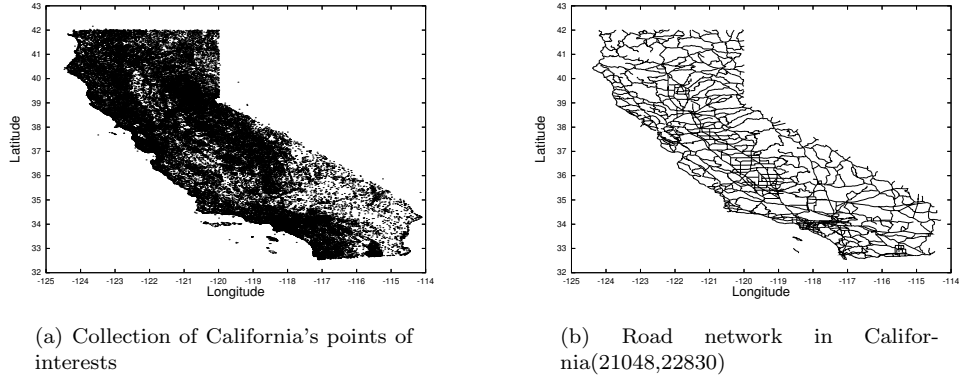 43
42
41
40
39
38
37
36
35
34
33
32
Latitude
-125 -124 -123 -122 -121 -120 -119 -118 -117 -116 -115 -114
Longitude
(a) Collection of California's points of
interests
43
42
41
40
39
38
37
36
35
34
33
32
Latitude
-125 -124 -123 -122 -121 -120 -119 -118 -117 -116 -115 -114
Longitude
(b) Road network in Califor-
nia(21048,22830)